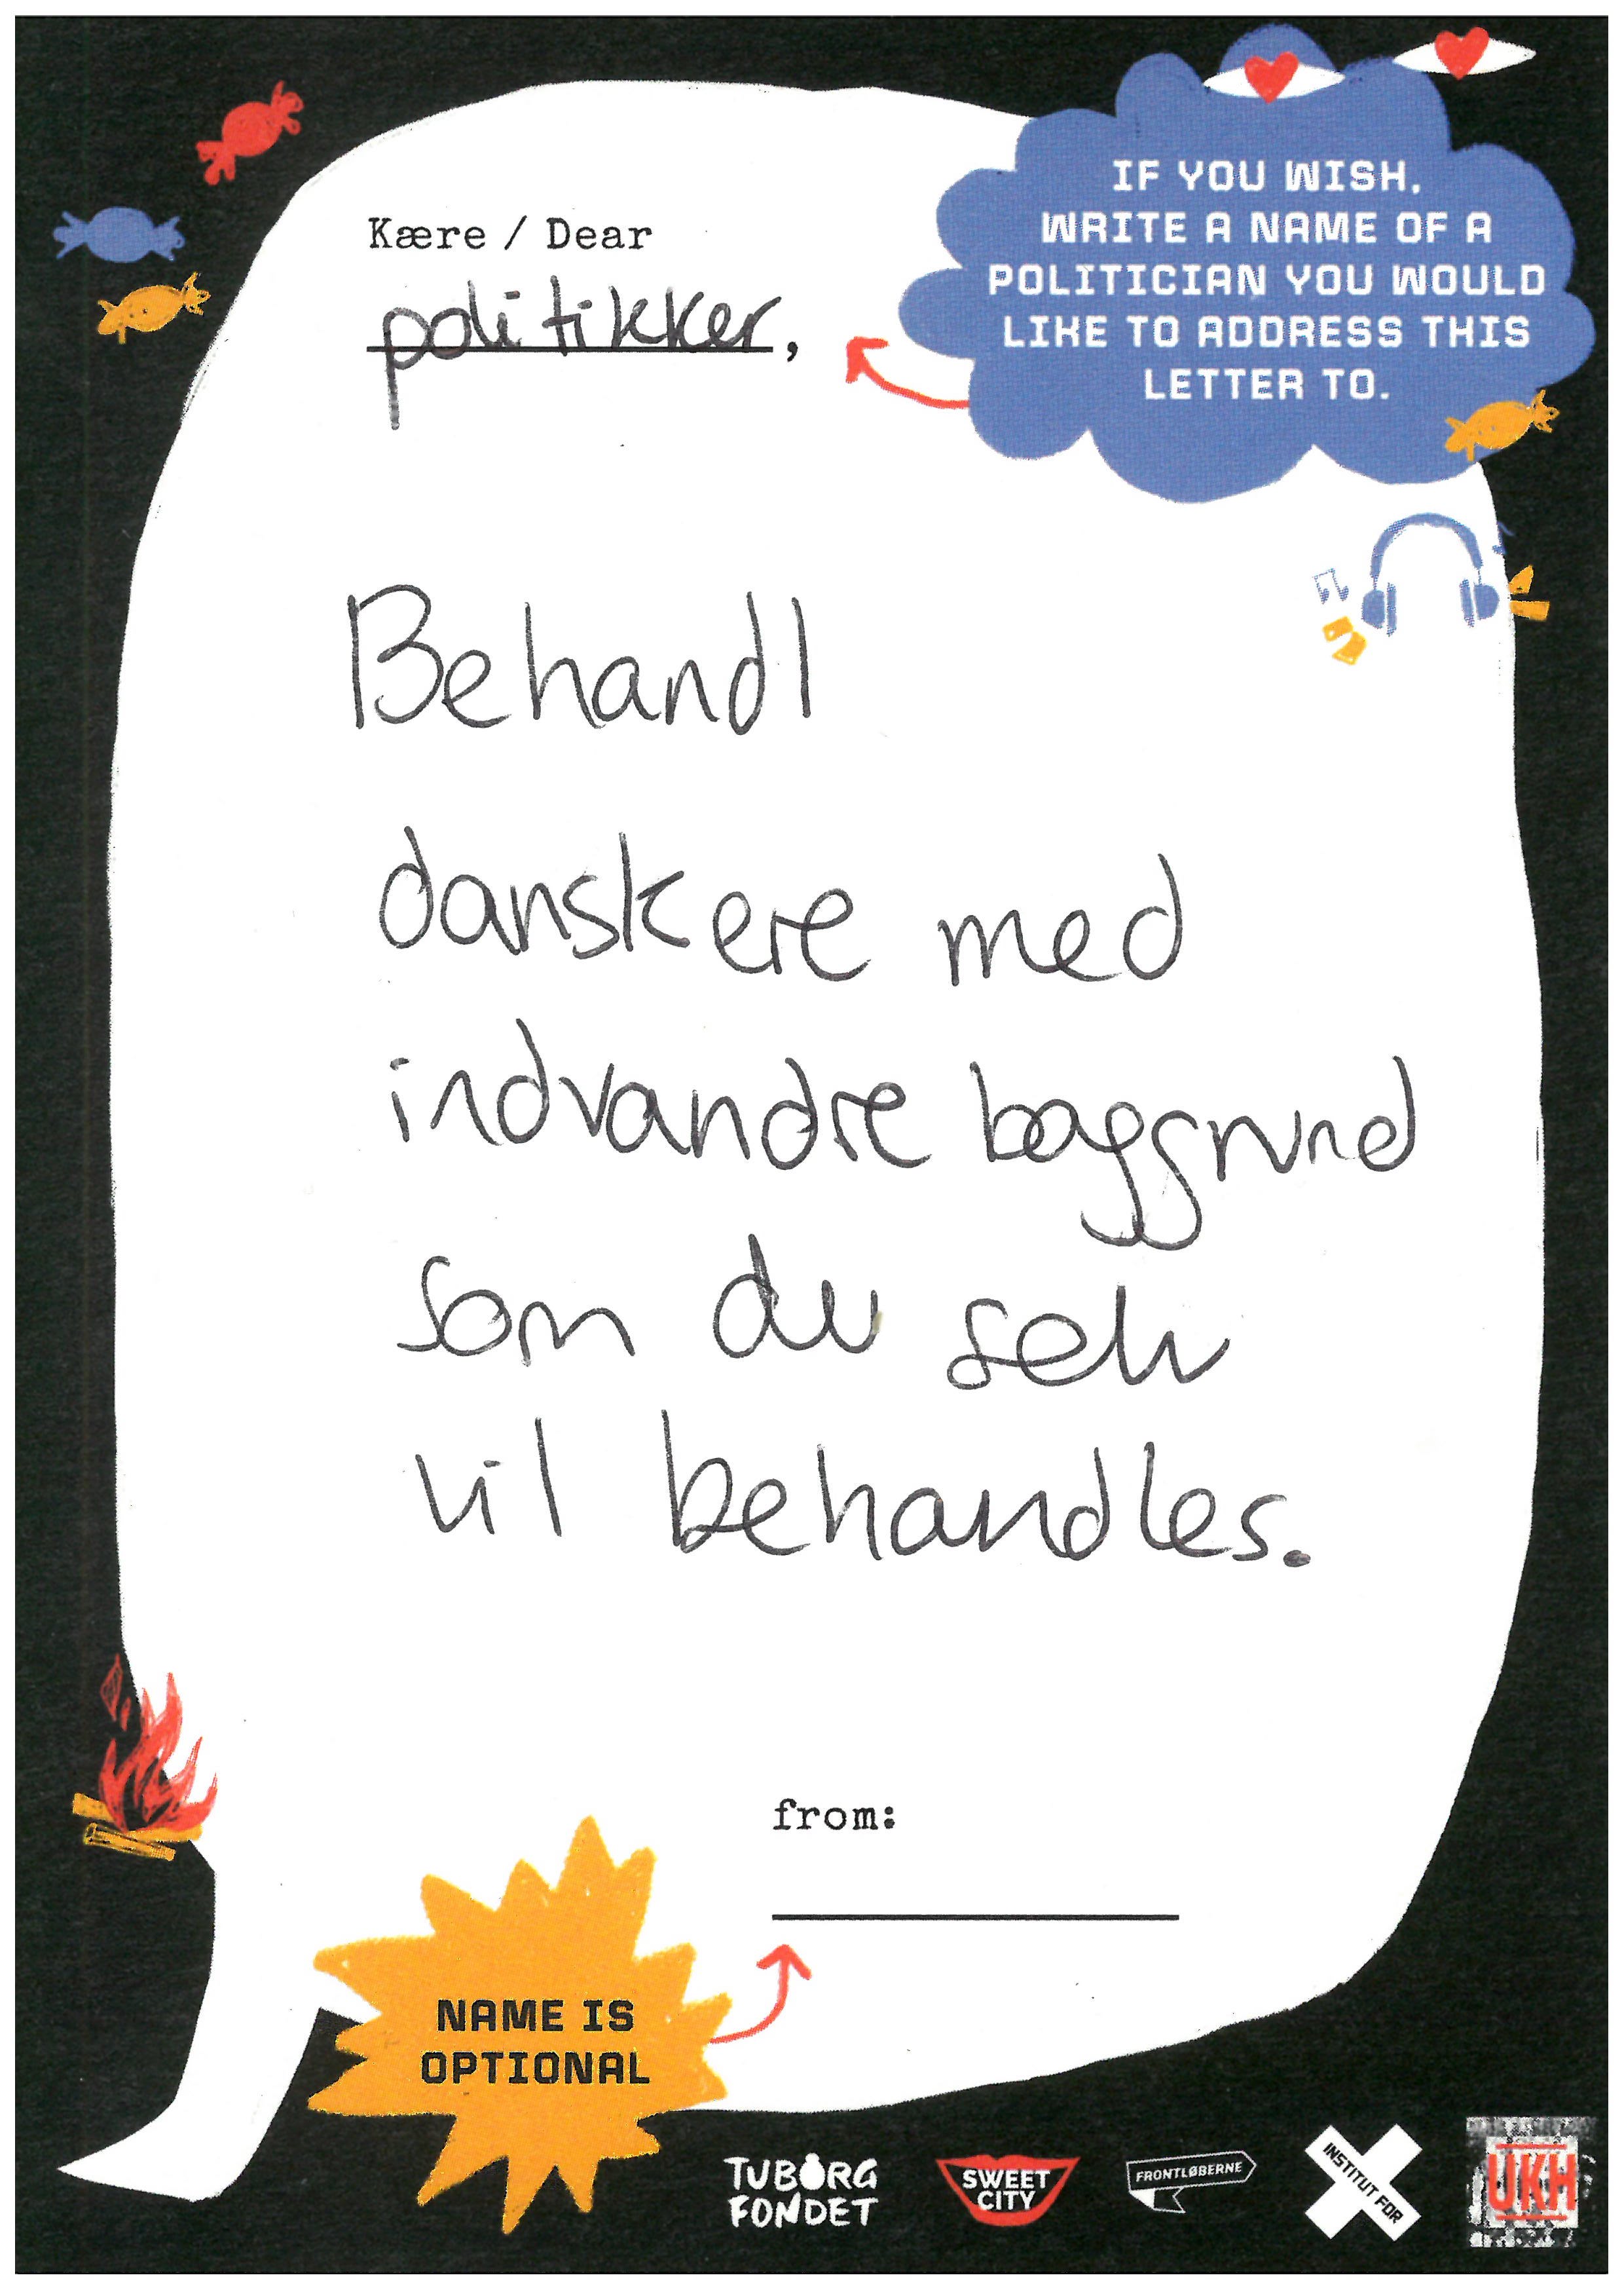 Kære / Dear
politikker,
IF YOU WISH,
WRITE A NAME OF A
POLITICIAN YOU WOULD
LIKE TO ADDRESS THIS
LETTER TO.
Behandl
danskere med
indvandre baggrund
som du selv
vil behandles.
from:
NAME IS
OPTIONAL
TUBORG
FONDET
SWEET
CITY
FRONTLØBERNE
INSTITUT FOR
UKH